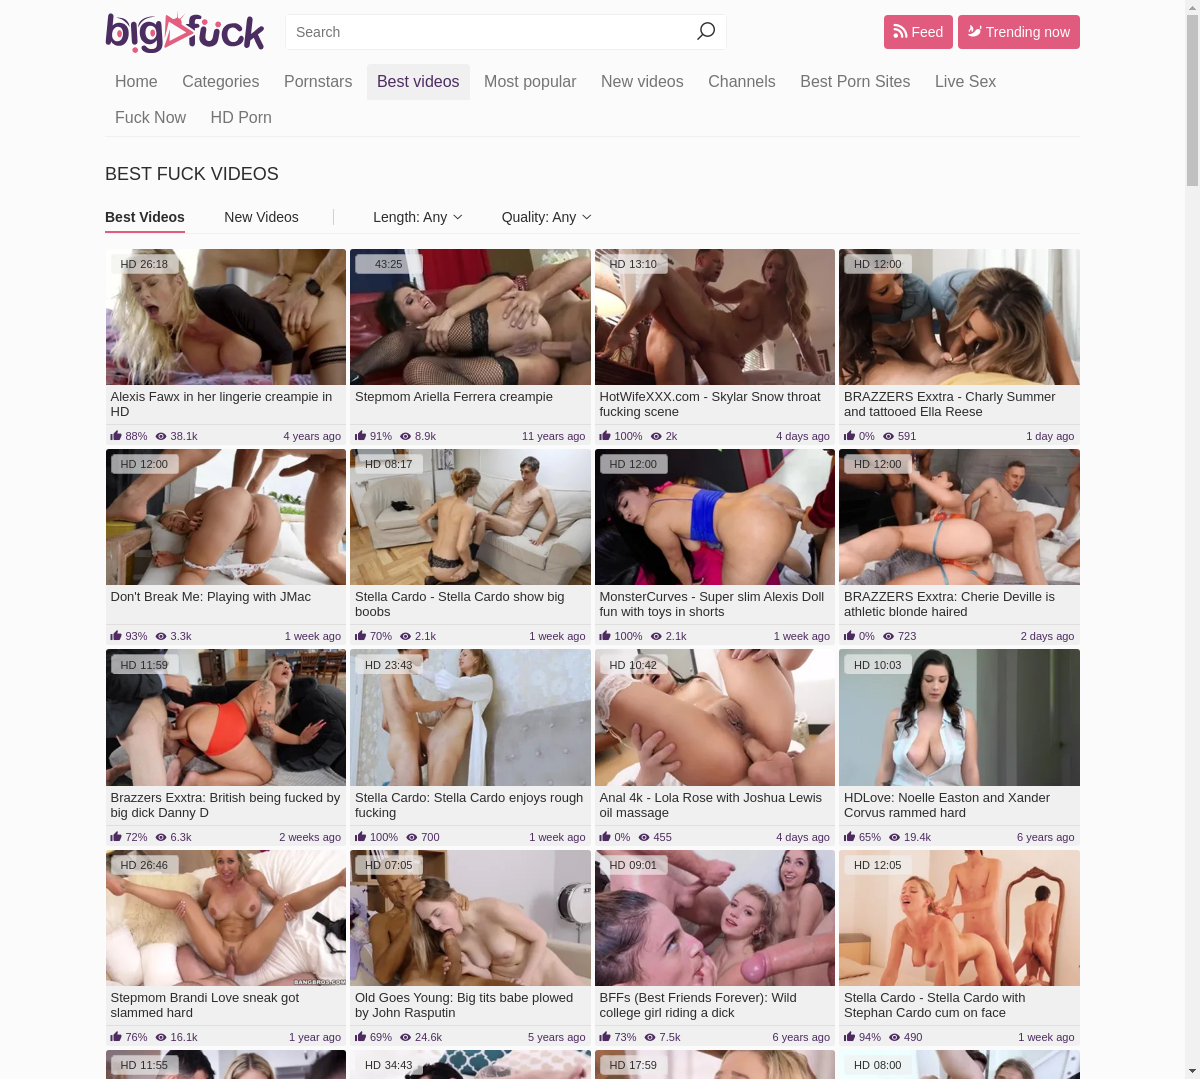 bigfuck
Search
Feed
Trending now
Home Categories Pornstars Best videos Most popular New videos Channels Best Porn Sites Live Sex
Fuck Now HD Porn
BEST FUCK VIDEOS
Best Videos New Videos Length: Any Quality: Any
HD 26:18
43:25
HD 13:10
HD 12:00
Alexis Fawx in her lingerie creampie in
HD
88% 38.1k 4 years ago
Stepmom Ariella Ferrera creampie
91% 8.9k 11 years ago
HotWifeXXX.com - Skylar Snow throat
fucking scene
100% 2k 4 days ago
BRAZZERS Exxtra - Charly Summer
and tattooed Ella Reese
0% 591 1 day ago
HD 12:00
HD 08:17
HD 12:00
HD 12:00
Don't Break Me: Playing with JMac
93% 3.3k 1 week ago
Stella Cardo - Stella Cardo show big
boobs
70% 2.1k 1 week ago
MonsterCurves - Super slim Alexis Doll
fun with toys in shorts
100% 2.1k 1 week ago
BRAZZERS Exxtra: Cherie Deville is
athletic blonde haired
0% 723 2 days ago
HD 11:59
HD 23:43
HD 10:42
HD 10:03
Brazzers Exxtra: British being fucked by
big dick Danny D
72% 6.3k 2 weeks ago
Stella Cardo: Stella Cardo enjoys rough
fucking
100% 700 1 week ago
Anal 4k - Lola Rose with Joshua Lewis
oil massage
0% 455 4 days ago
HDLove: Noelle Easton and Xander
Corvus rammed hard
65% 19.4k 6 years ago
HD 26:46
BANGBROS.COM
HD 07:05
HD 09:01
HD 12:05
Stepmom Brandi Love sneak got
slammed hard
76% 16.1k 1 year ago
Old Goes Young: Big tits babe plowed
by John Rasputin
69% 24.6k 5 years ago
BFFs (Best Friends Forever): Wild
college girl riding a dick
73% 7.5k 6 years ago
Stella Cardo - Stella Cardo with
Stephan Cardo cum on face
94% 490 1 week ago
HD 11:55
HD 34:43
HD 17:59
HD 08:00